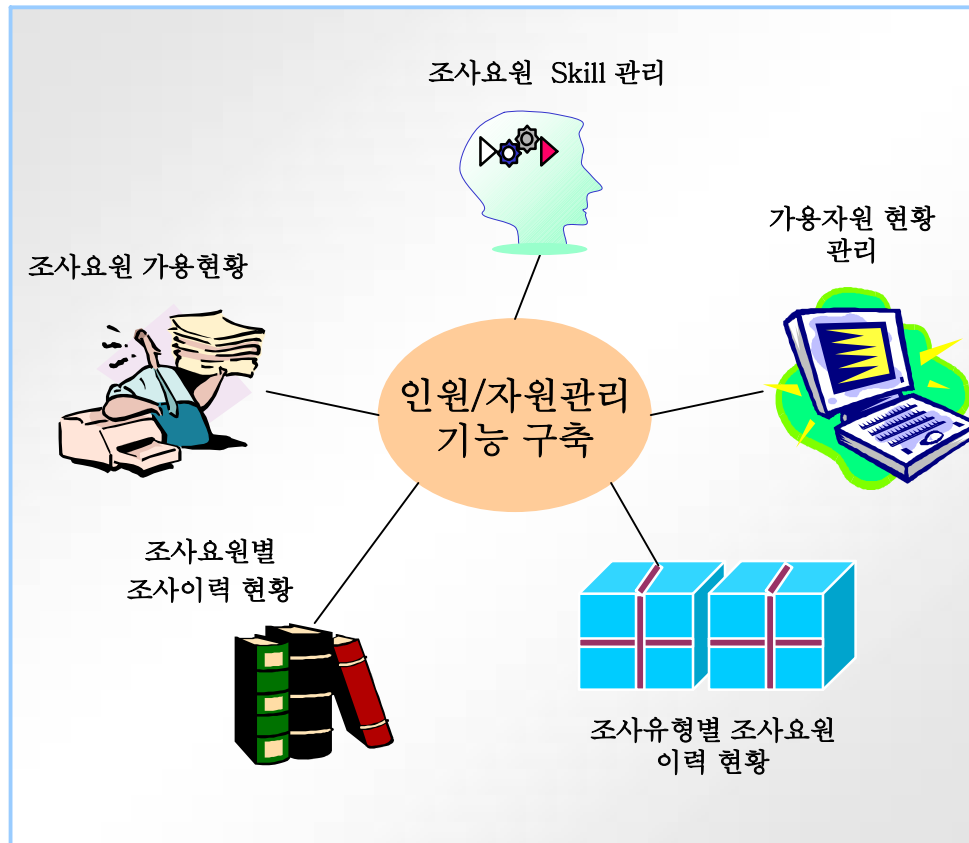 조사요원 Skill 관리
가용자원 현황
관리
조사요원 가용현황
인원/자원관리
기능 구축
조사요원별
조사이력 현황
조사유형별 조사요원
이력 현황